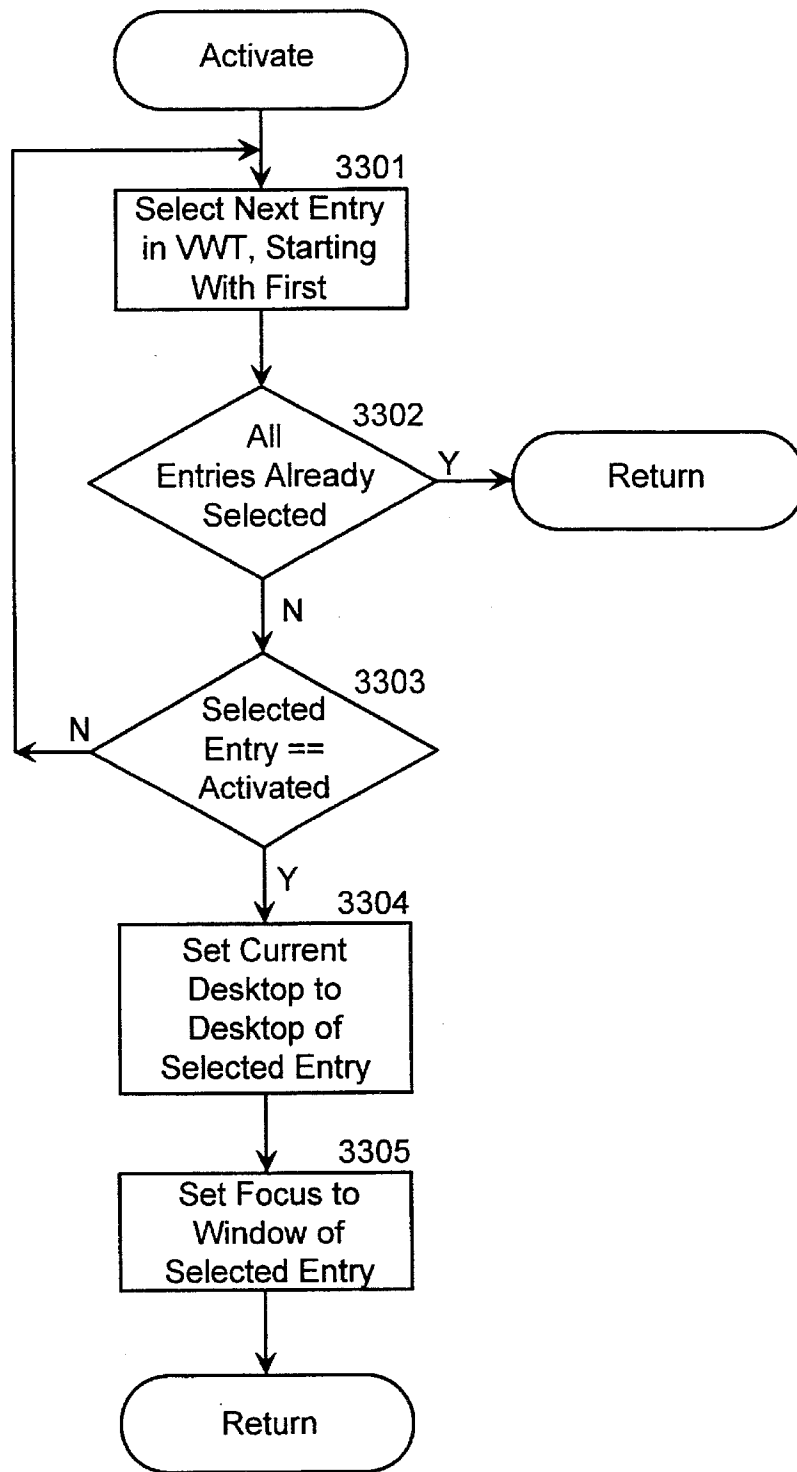 Activate
3301
Select Next Entry
in VWT, Starting
With First
3302
All
Entries Already
Selected
Y
Return
N
3303
Selected
Entry ==
Activated
N
Y
3304
Set Current
Desktop to
Desktop of
Selected Entry
3305
Set Focus to
Window of
Selected Entry
Return